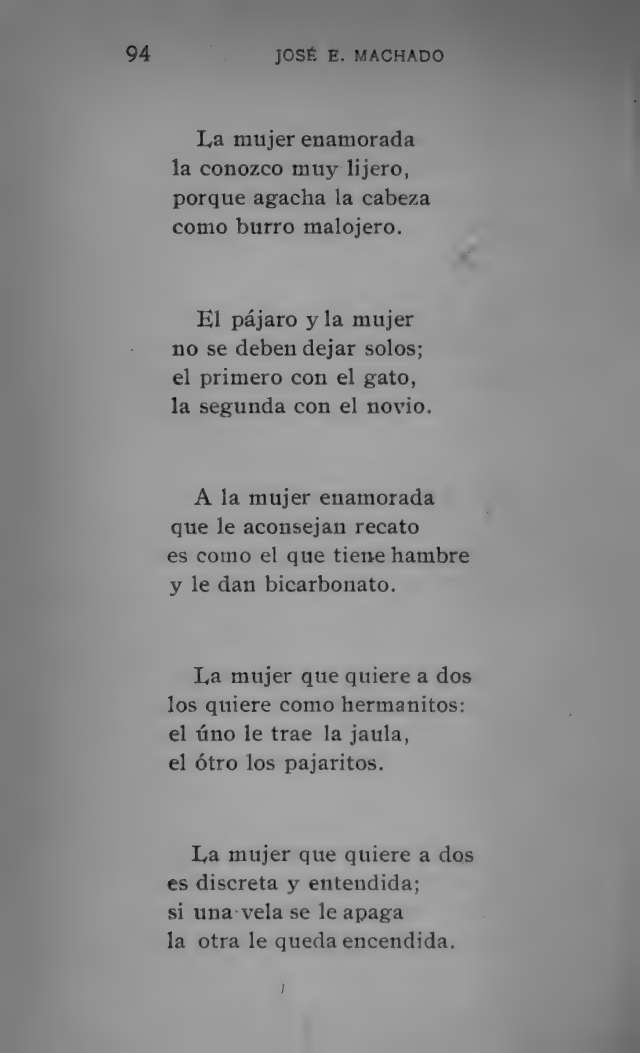 94 JOSÉ E. MACHADO
La mujer enamorada
la conozco muy lijero,
porque agacha la cabeza
como burro malojero.
El pájaro y la mujer
no se deben dejar solos;
el primero con el gato,
la segunda con el novio.
A la mujer enamorada
que le aconsejan recato
es como el que tiene hambre
y le dan bicarbonato.
La mujer que quiere a dos
los quiere como hermanitos:
el úno le trae la jaula,
el ótro los pajaritos.
La mujer que quiere a dos
es discreta y entendida;
si una vela se le apaga
la otra le queda encendida.